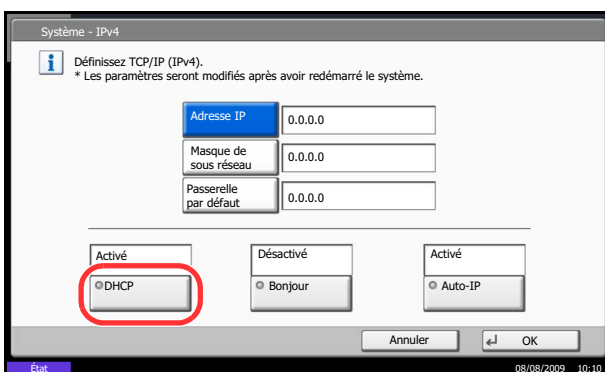 Système - IPv4
Définissez TCP/IP (IPv4).
* Les paramètres seront modifiés après avoir redémarré le système.
Adresse IP
0.0.0.0
Masque de
sous réseau
0.0.0.0
Passerelle
par défaut
0.0.0.0
Activé
Désactivé
Activé
DHCP
Bonjour
Auto-IP
Annuler
OK
État
08/08/2009 10:10